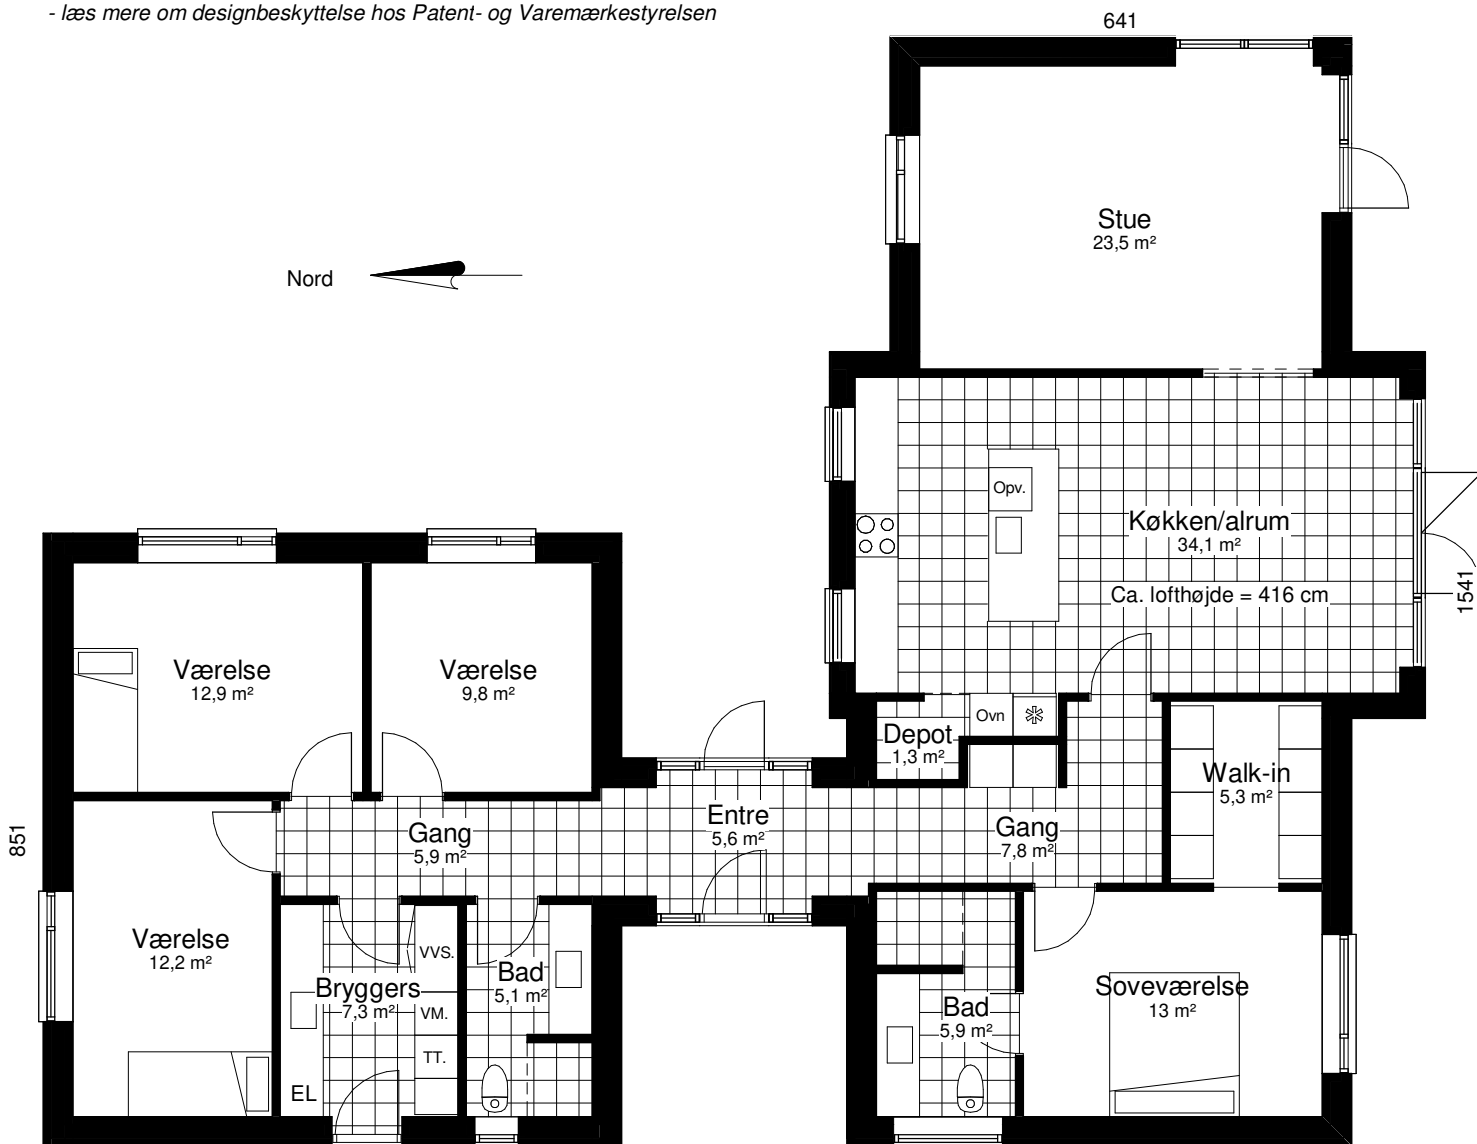 - læs mere om designbeskyttelse hos Patent- og Varemærkestyrelsen
641
Stue
23,5 m²
Nord
Opv.
Køkken/alrum
34,1 m²
Ca. lofthøjde = 416 cm
1541
Værelse
12,9 m²
Værelse
9,8 m²
Ovn
Depot
1,3 m²
Walk-in
5,3 m²
Entre
5,6 m²
Gang
5,9 m²
Gang
7,8 m²
851
Værelse
12,2 m²
VVS.
Bryggers
7,3 m²
VM.
TT.
EL
Bad
5,1 m²
Bad
5,9 m²
Soveværelse
13 m²